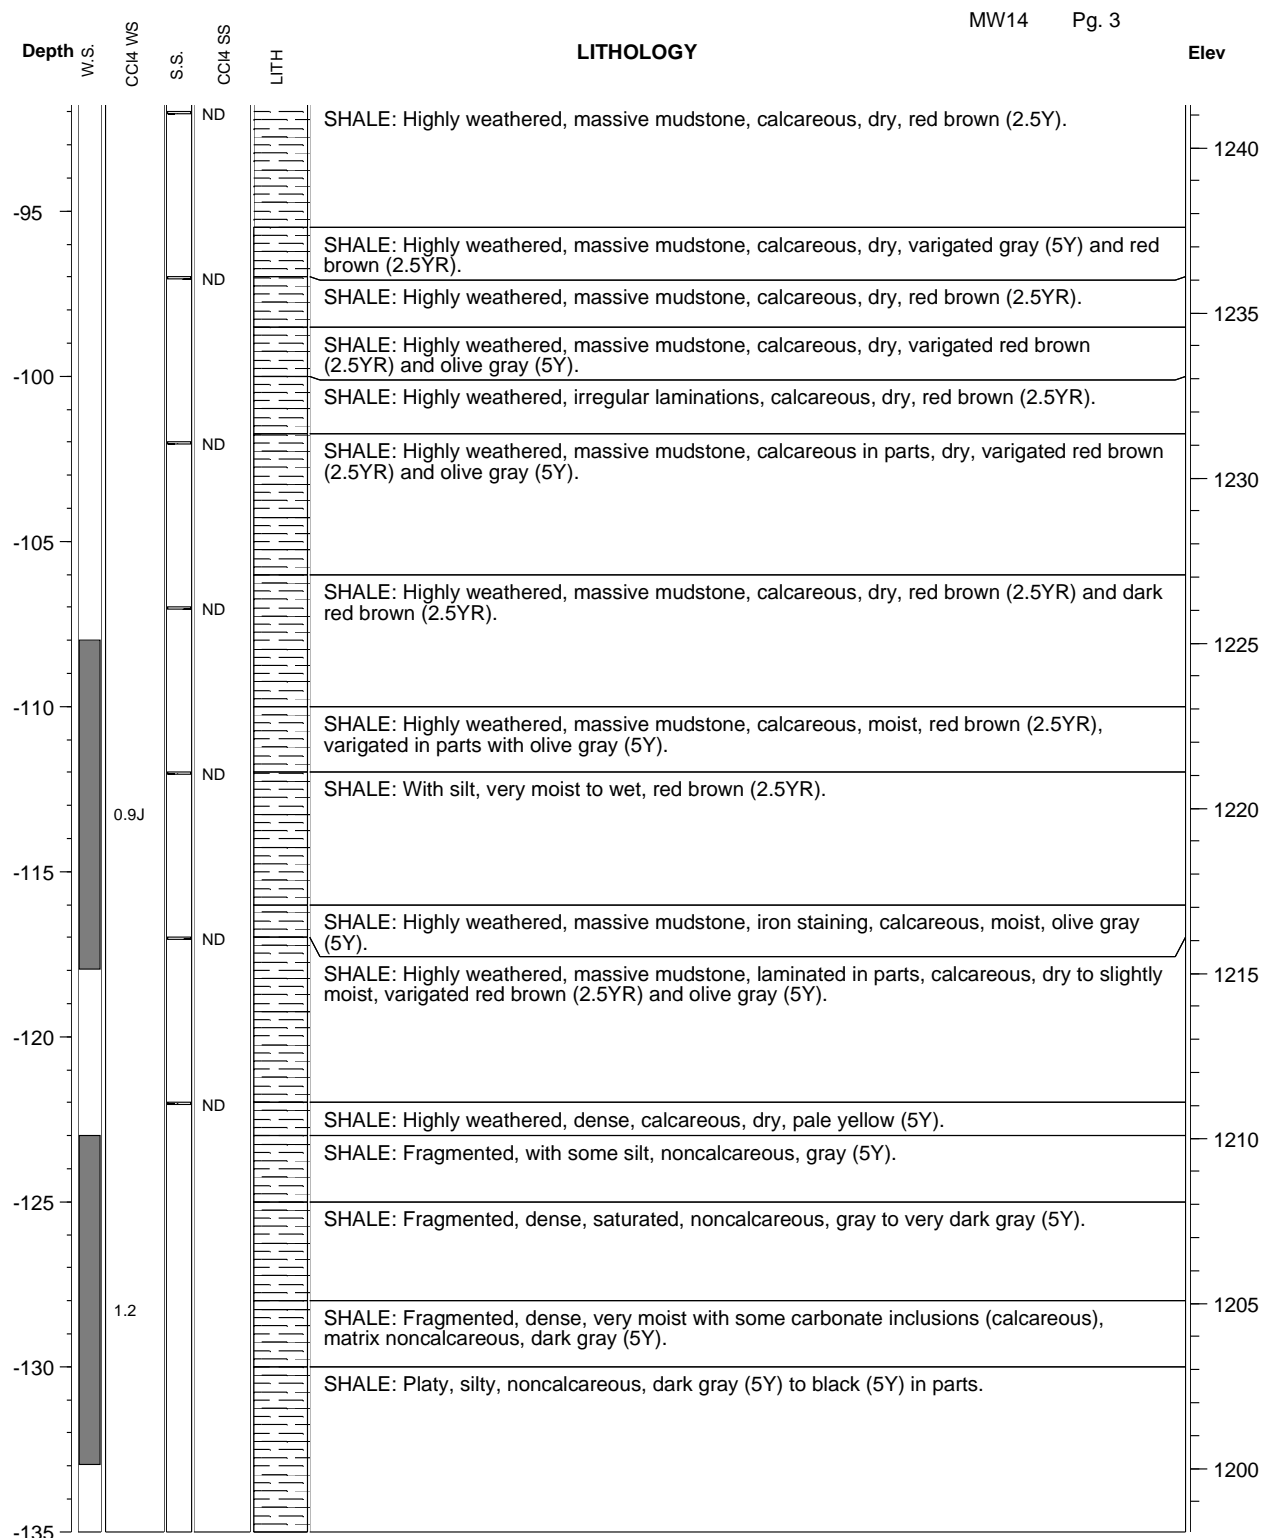 MW14 Pg. 3
Depth W.S. CCl4 WS S.S. CCl4 SS LITH LITHOLOGY Elev
ND SHALE: Highly weathered, massive mudstone, calcareous, dry, red brown (2.5Y).
1240
-95
SHALE: Highly weathered, massive mudstone, calcareous, dry, varigated gray (5Y) and red
brown (2.5YR).
ND
SHALE: Highly weathered, massive mudstone, calcareous, dry, red brown (2.5YR).
1235
SHALE: Highly weathered, massive mudstone, calcareous, dry, varigated red brown
(2.5YR) and olive gray (5Y).
-100
SHALE: Highly weathered, irregular laminations, calcareous, dry, red brown (2.5YR).
ND
SHALE: Highly weathered, massive mudstone, calcareous in parts, dry, varigated red brown
(2.5YR) and olive gray (5Y).
1230
-105
SHALE: Highly weathered, massive mudstone, calcareous, dry, red brown (2.5YR) and dark
red brown (2.5YR).
ND
1225
-110
SHALE: Highly weathered, massive mudstone, calcareous, moist, red brown (2.5YR),
varigated in parts with olive gray (5Y).
ND
SHALE: With silt, very moist to wet, red brown (2.5YR).
0.9J
1220
-115
SHALE: Highly weathered, massive mudstone, iron staining, calcareous, moist, olive gray
(5Y).
ND
SHALE: Highly weathered, massive mudstone, laminated in parts, calcareous, dry to slightly
moist, varigated red brown (2.5YR) and olive gray (5Y).
1215
-120
ND
SHALE: Highly weathered, dense, calcareous, dry, pale yellow (5Y).
1210
SHALE: Fragmented, with some silt, noncalcareous, gray (5Y).
-125
SHALE: Fragmented, dense, saturated, noncalcareous, gray to very dark gray (5Y).
1.2
1205
SHALE: Fragmented, dense, very moist with some carbonate inclusions (calcareous),
matrix noncalcareous, dark gray (5Y).
-130
SHALE: Platy, silty, noncalcareous, dark gray (5Y) to black (5Y) in parts.
1200
-135